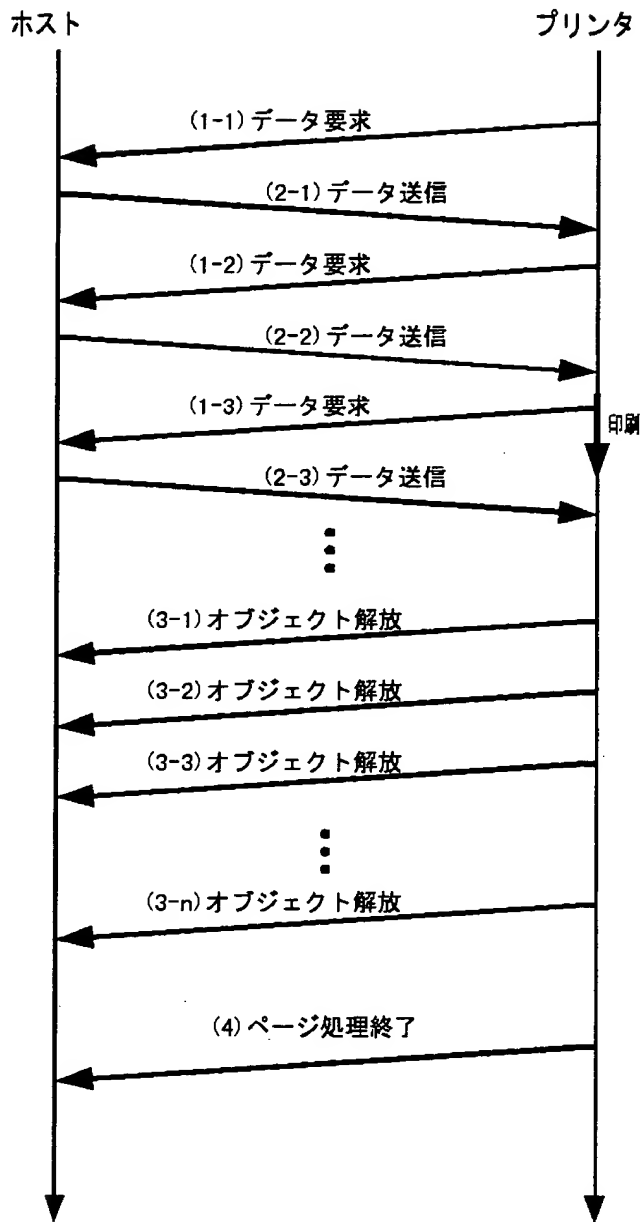 ホスト
プリンタ
(1-1)データ要求
(2-1)データ送信
(1-2)データ要求
(2-2)データ送信
(1-3)データ要求
印刷
(2-3)データ送信
(3-1)オブジェクト解放
(3-2)オブジェクト解放
(3-3)オブジェクト解放
(3-n)オブジェクト解放
(4)ページ処理終了